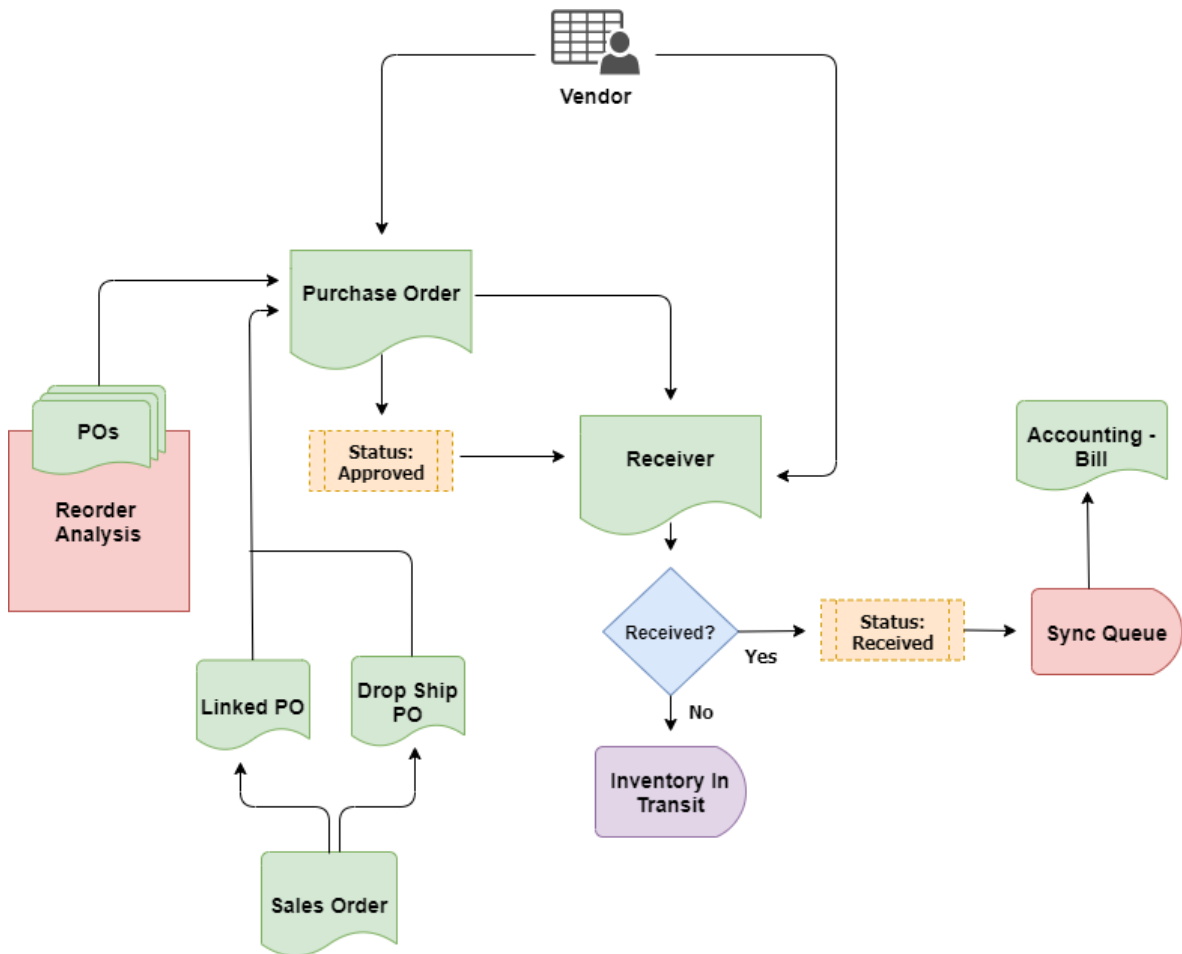 Vendor
Purchase Order
POs
Reorder
Analysis
Status:
Approved
Receiver
Accounting -
Bill
Received?
Yes
Status:
Received
Sync Queue
No
Linked PO
Drop Ship
PO
Inventory In
Transit
Sales Order